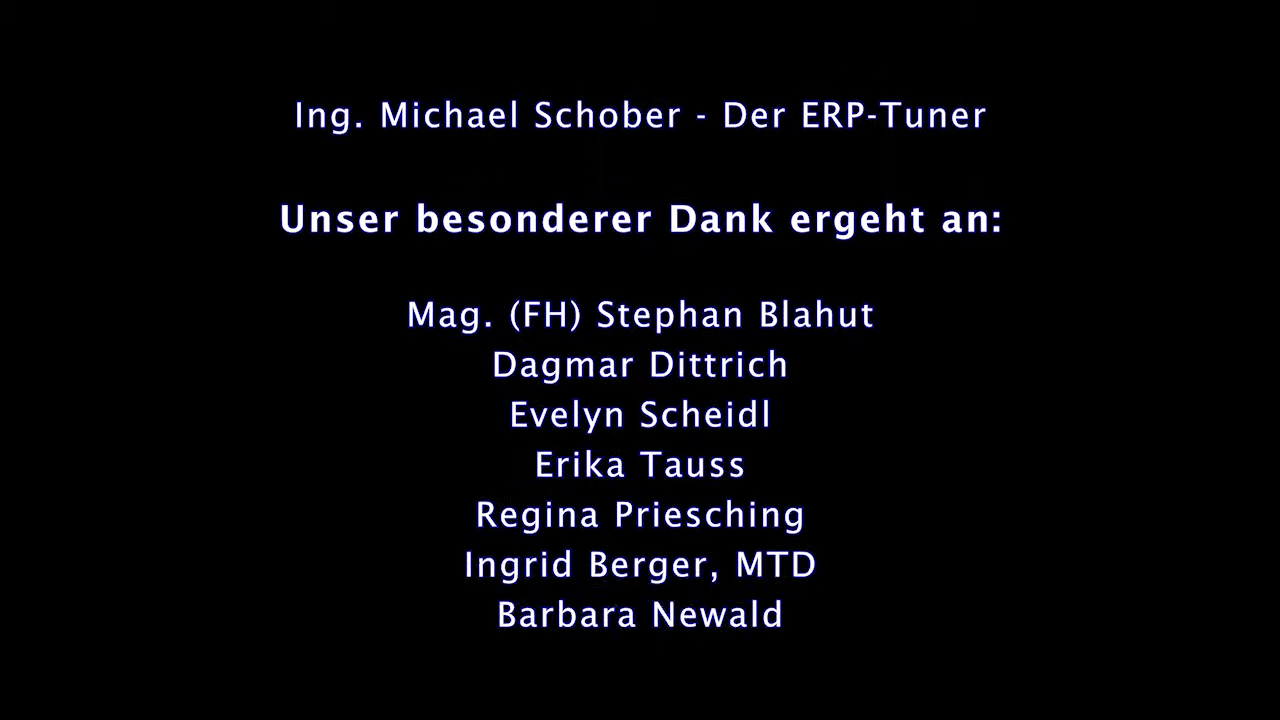 Ing. Michael Schober - Der ERP-Tuner
Unser besonderer Dank ergeht an:
Mag. (FH) Stephan Blahut
Dagmar Dittrich
Evelyn Scheidl
Erika Tauss
Regina Priesching
Ingrid Berger, MTD
Barbara Newald